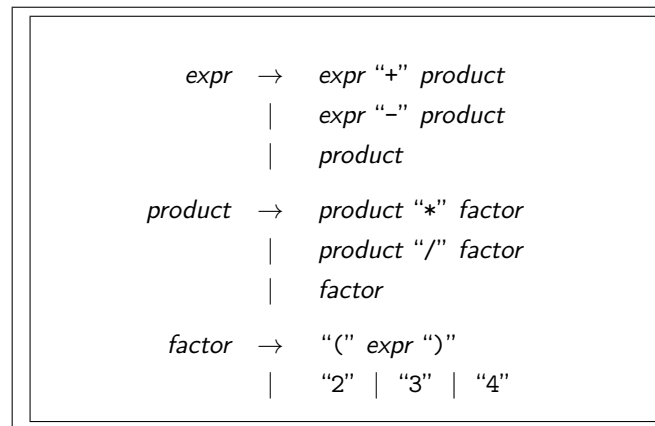 expr → expr “+” product
| expr “-” product
| product
product → product “*” factor
| product “/” factor
| factor
factor → “(” expr “)”
| “2” | “3” | “4”